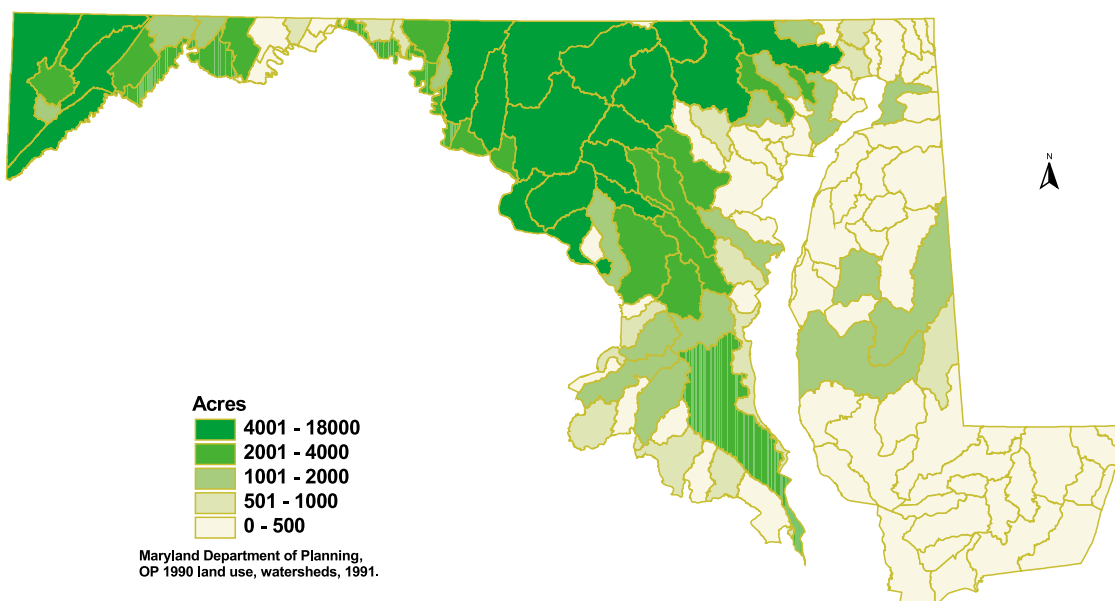 N
Acres
4001 - 18000
2001 - 4000
1001 - 2000
501 - 1000
0 - 500
Maryland Department of Planning,
OP 1990 land use, watersheds, 1991.